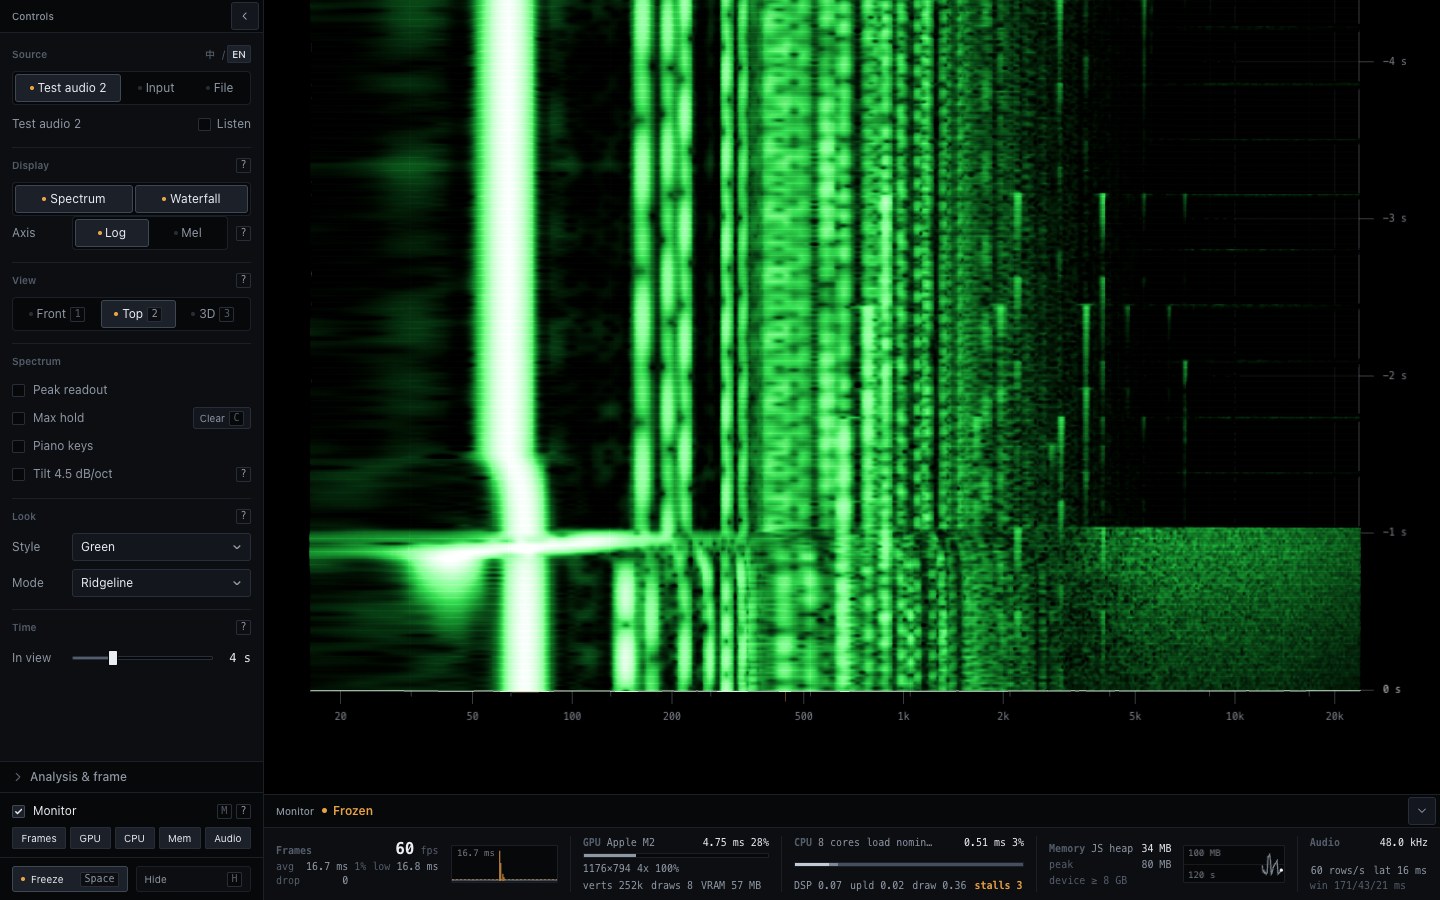 Controls
Source 中 / EN
Test audio 2 Input File
Test audio 2 Listen
Display ?
Spectrum Waterfall
Axis Log Mel ?
View ?
Front 1 Top 2 3D 3
Spectrum
Peak readout
Max hold Clear C
Piano keys
Tilt 4.5 dB/oct ?
Look ?
Style Green
Mode Ridgeline
Time ?
In view 4 s
Analysis & frame
Monitor M ?
Frames GPU CPU Mem Audio
Freeze Space Hide H
−4 s
−3 s
−2 s
−1 s
0 s
20 50 100 200 500 1k 2k 5k 10k 20k
Monitor Frozen
Frames 60 fps
avg 16.7 ms 1% low 16.8 ms
drop 0
16.7 ms
GPU Apple M2 4.75 ms 28%
1176×794 4x 100%
verts 252k draws 8 VRAM 57 MB
CPU 8 cores load nomin… 0.51 ms 3%
DSP 0.07 upld 0.02 draw 0.36 stalls 3
Memory JS heap 34 MB
peak 80 MB
device ≥ 8 GB
100 MB
120 s
Audio 48.0 kHz
60 rows/s lat 16 ms
win 171/43/21 ms